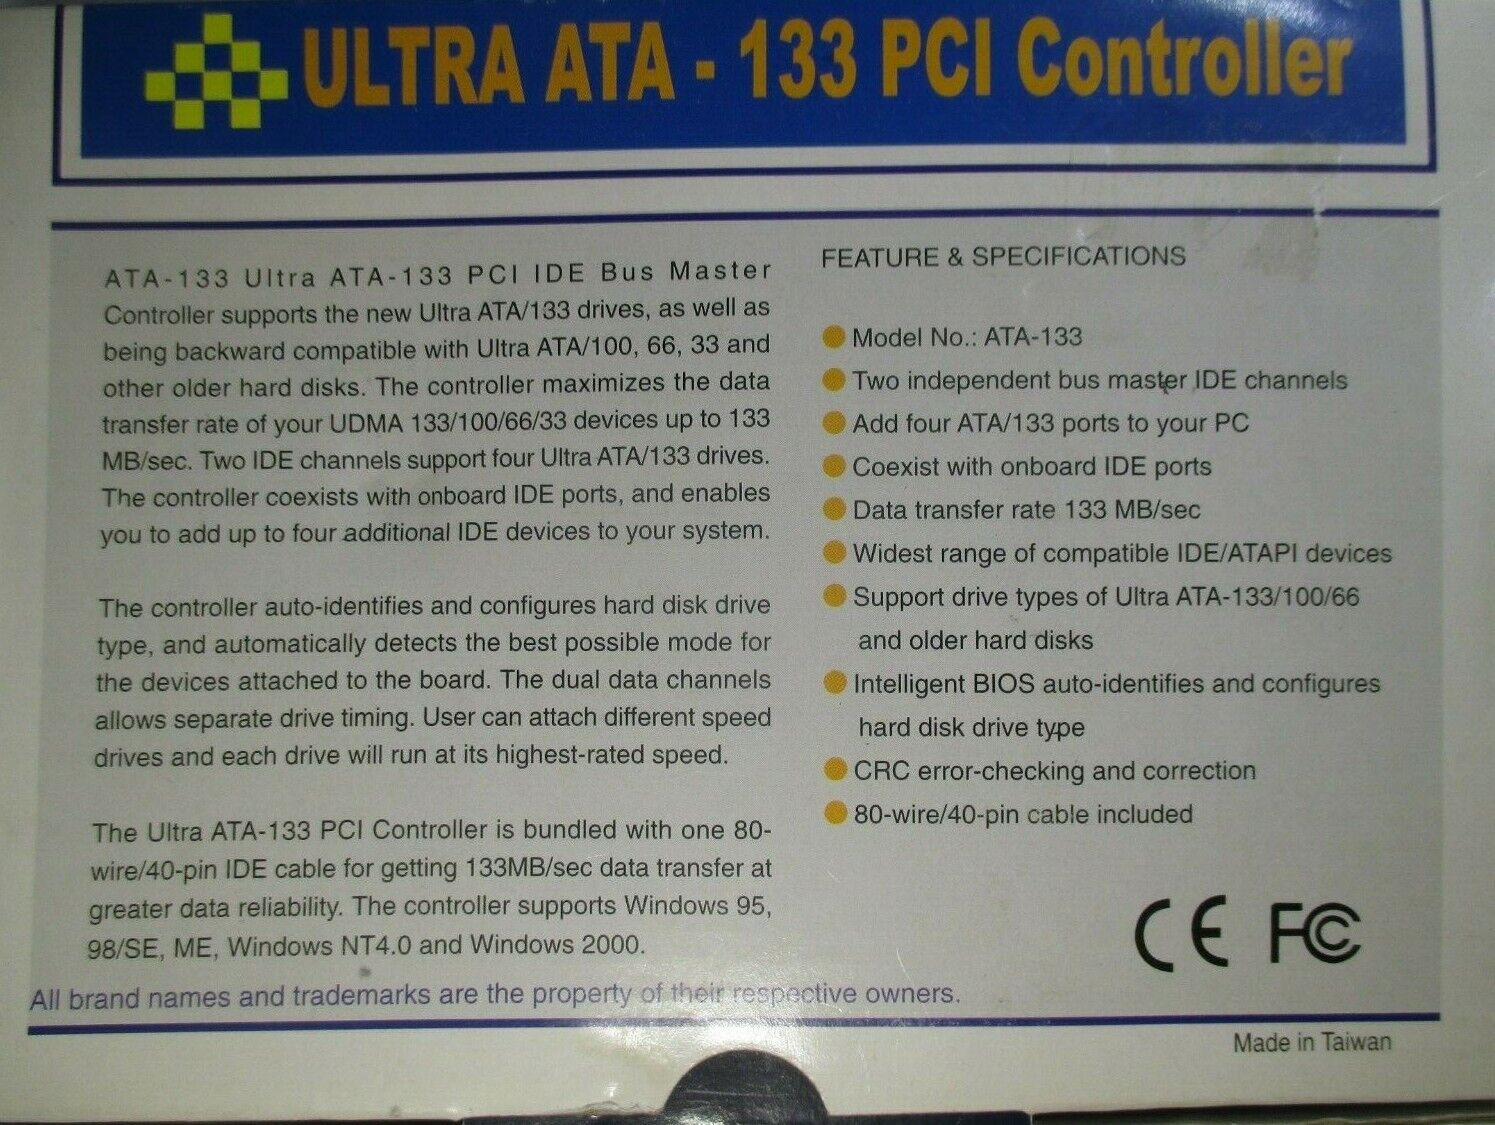 ULTRA ATA - 133 PCI Controller
ATA-133 Ultra ATA-133 PCI IDE Bus Master
Controller supports the new Ultra ATA/133 drives, as well as
being backward compatible with Ultra ATA/100, 66, 33 and
other older hard disks. The controller maximizes the data
transfer rate of your UDMA 133/100/66/33 devices up to 133
MB/sec. Two IDE channels support four Ultra ATA/133 drives.
The controller coexists with onboard IDE ports, and enables
you to add up to four additional IDE devices to your system.
The controller auto-identifies and configures hard disk drive
type, and automatically detects the best possible mode for
the devices attached to the board. The dual data channels
allows separate drive timing. User can attach different speed
drives and each drive will run at its highest-rated speed.
The Ultra ATA-133 PCI Controller is bundled with one 80-
wire/40-pin IDE cable for getting 133MB/sec data transfer at
greater data reliability. The controller supports Windows 95,
98/SE, ME, Windows NT4.0 and Windows 2000.
FEATURE & SPECIFICATIONS
Model No.: ATA-133
Two independent bus master IDE channels
Add four ATA/133 ports to your PC
Coexist with onboard IDE ports
Data transfer rate 133 MB/sec
Widest range of compatible IDE/ATAPI devices
Support drive types of Ultra ATA-133/100/66
and older hard disks
Intelligent BIOS auto-identifies and configures
hard disk drive type
CRC error-checking and correction
80-wire/40-pin cable included
CE FC
All brand names and trademarks are the property of their respective owners.
Made in Taiwan